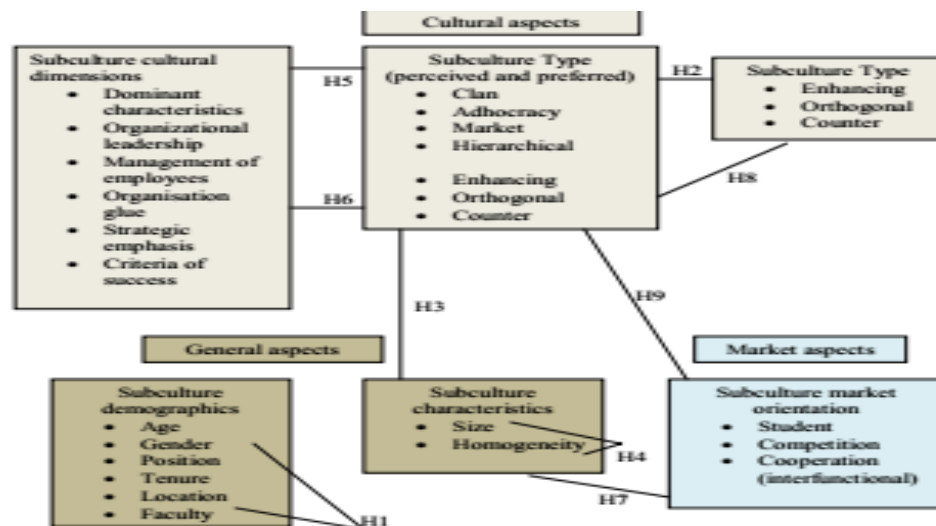 Cultural aspects
Subculture cultural
dimensions
• Dominant
characteristics
• Organizational
leadership
• Management of
employees
• Organisation
glue
• Strategic
emphasis
• Criteria of
success
H5
H6
Subculture Type
(perceived and preferred)
• Clan
• Adhocracy
• Market
• Hierarchical
• Enhancing
• Orthogonal
• Counter
H2
Subculture Type
• Enhancing
• Orthogonal
• Counter
H8
H3
H9
General aspects
Market aspects
Subculture
demographics
• Age
• Gender
• Position
• Tenure
• Location
• Faculty
H1
Subculture
characteristics
• Size
• Homogeneity
H4
H7
Subculture market
orientation
• Student
• Competition
• Cooperation
(interfunctional)